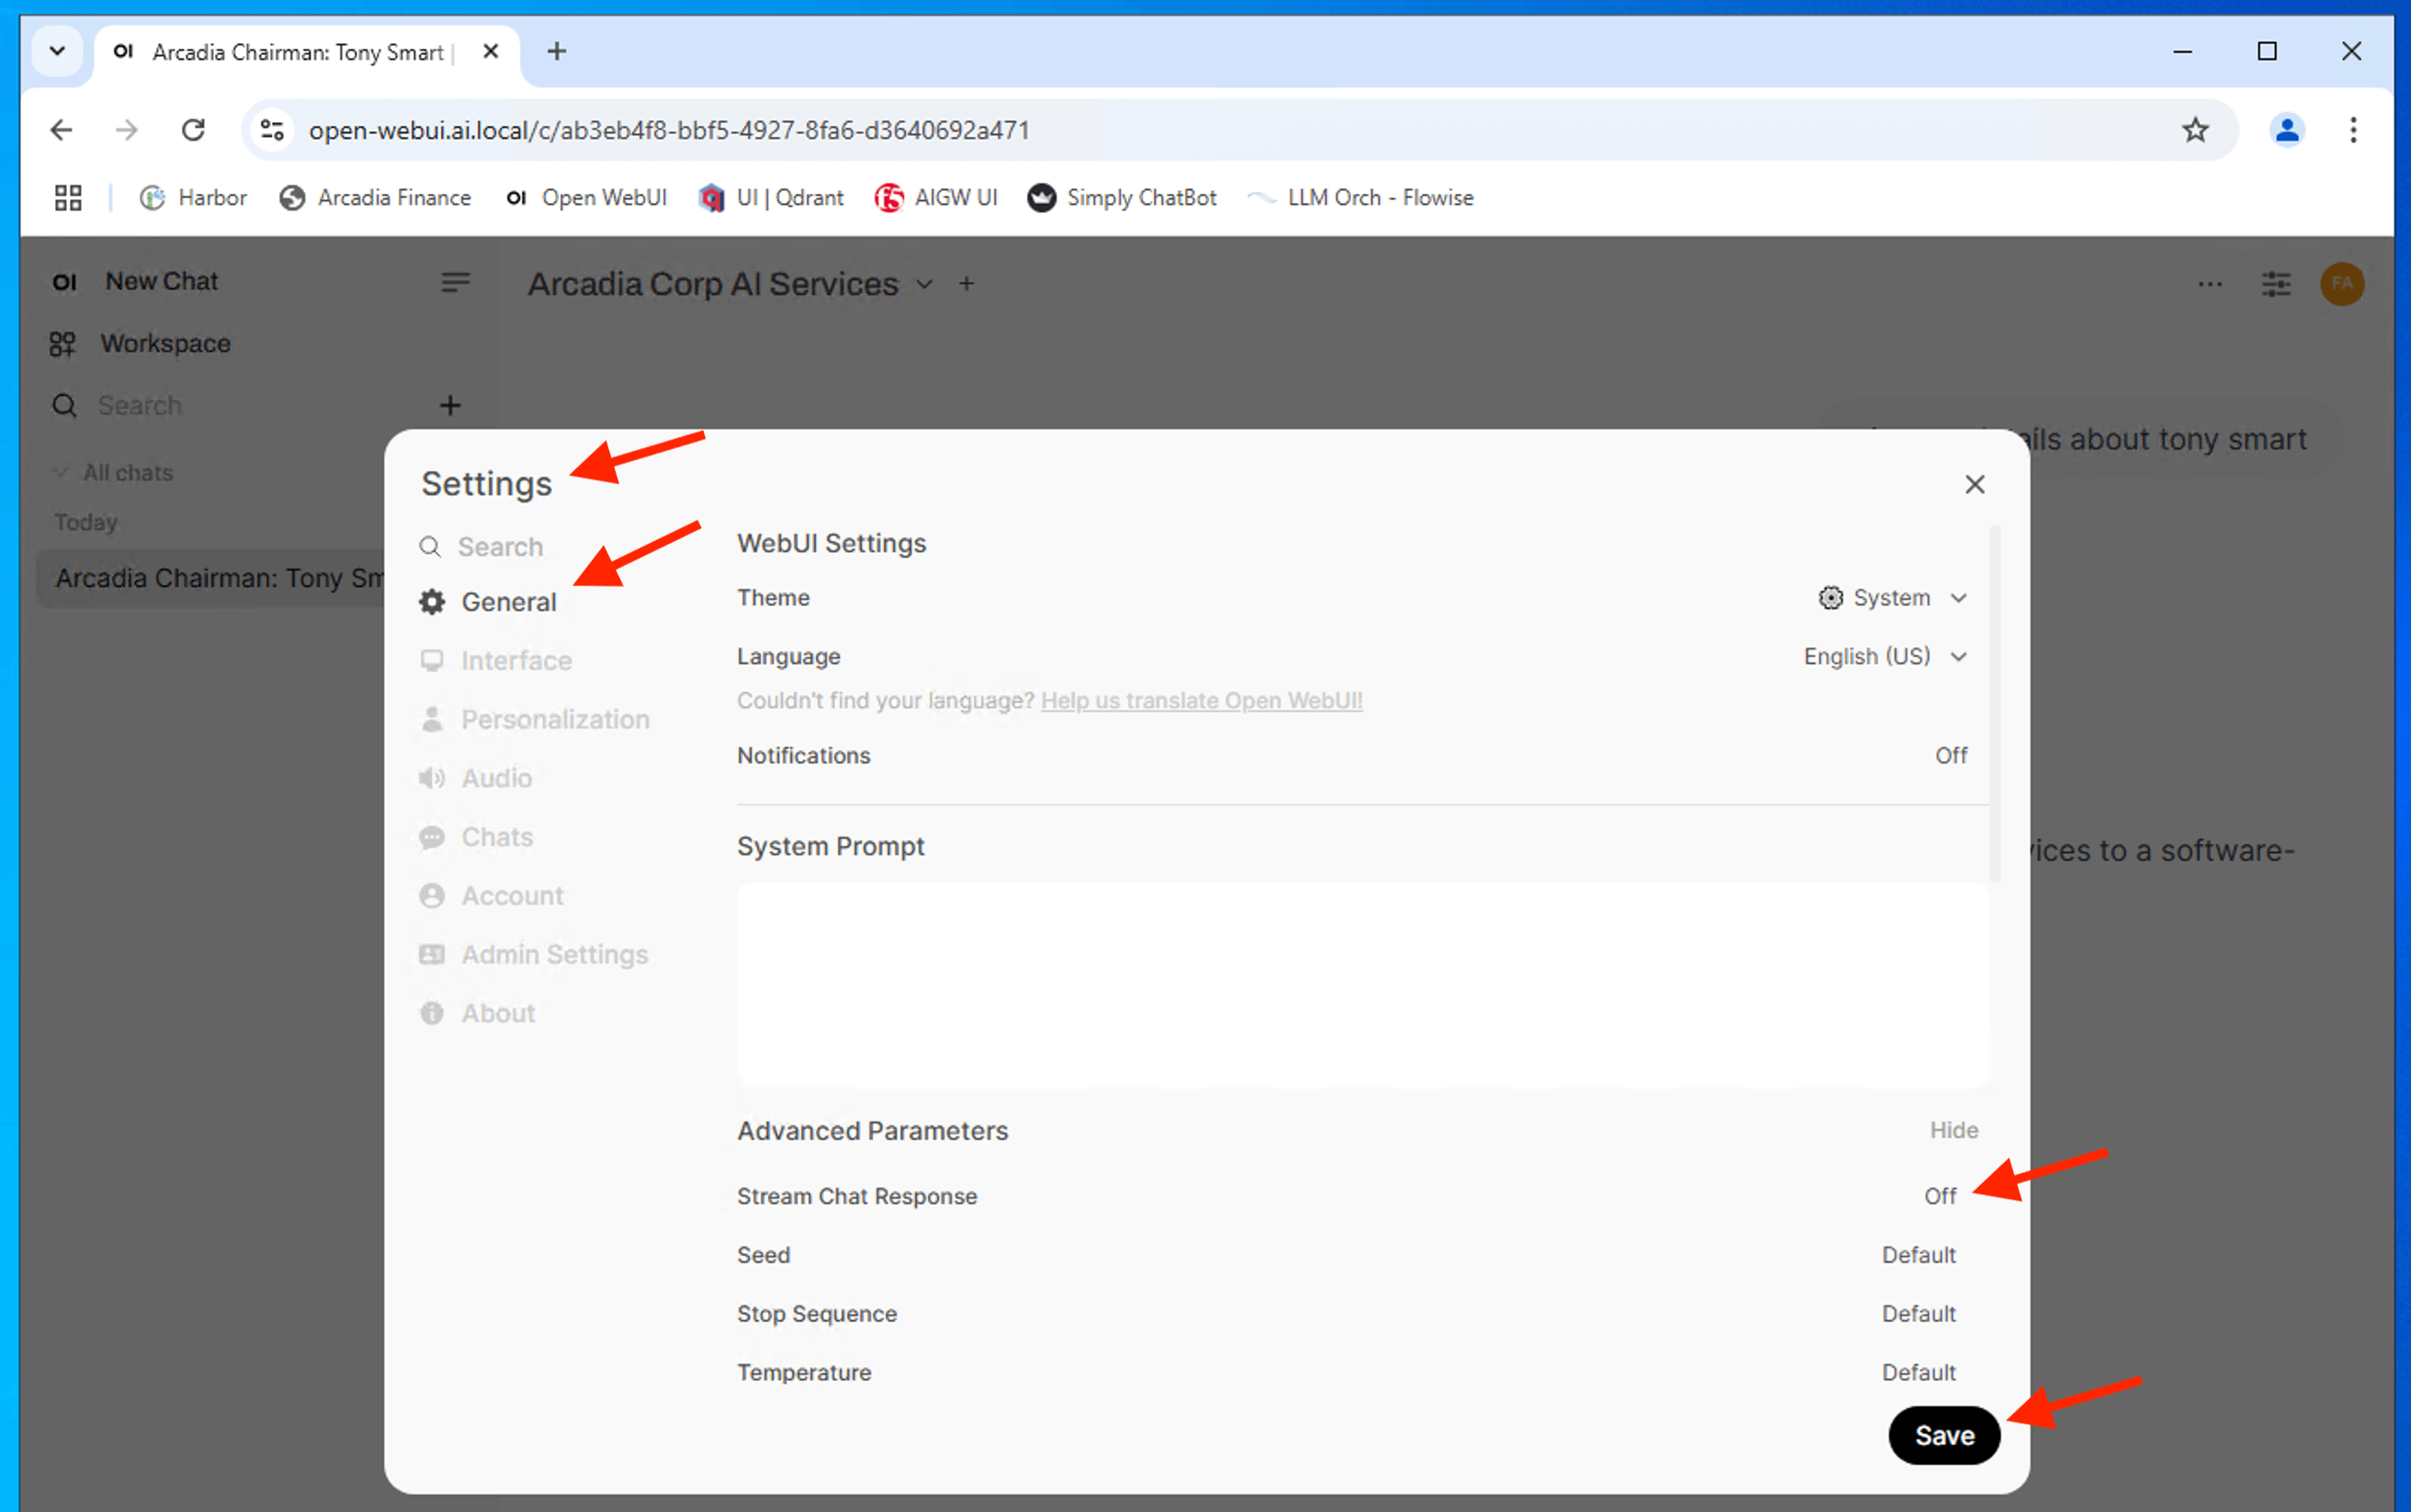 OI Arcadia Chairman: Tony Smart |
open-webui.ai.local/c/ab3eb4f8-bbf5-4927-8fa6-d3640692a471
Harbor Arcadia Finance OI Open WebUI UI | Qdrant f5 AIGW UI Simply ChatBot LLM Orch - Flowise
OI New Chat
Arcadia Corp AI Services
FA
Workspace
Search
about tony smart
All chats
Today
Arcadia Chairman: Tony Sm
Settings
Search
General
Interface
Personalization
Audio
Chats
Account
Admin Settings
About
WebUI Settings
Theme System
Language English (US)
Couldn't find your language? Help us translate Open WebUI!
Notifications Off
System Prompt
to a software-
Advanced Parameters Hide
Stream Chat Response Off
Seed Default
Stop Sequence Default
Temperature Default
Save